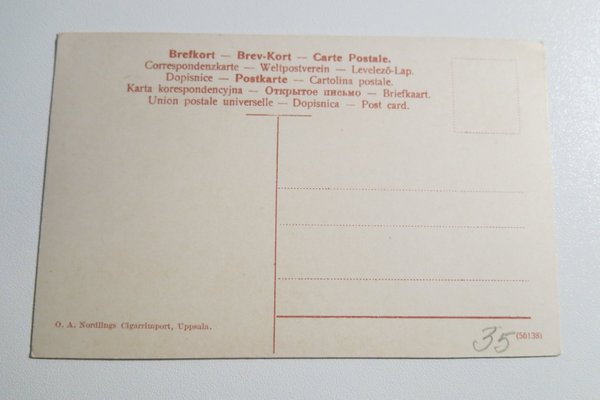 Brefkort — Brev-Kort — Carte Postale.
Correspondenzkarte — Weltpostverein — Levelező-Lap.
Dopisnice — Postkarte — Cartolina postale.
Karta korespondencyjna — Открытое письмо — Briefkaart.
Union postale universelle — Dopisnica — Post card.
O. A. Nordlings Cigarrimport, Uppsala.
35 (56138)